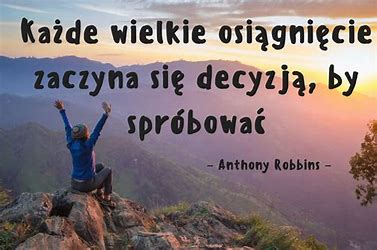 Każde wielkie osiągnięcie
zaczyna się decyzją, by
spróbować
- Anthony Robbins -